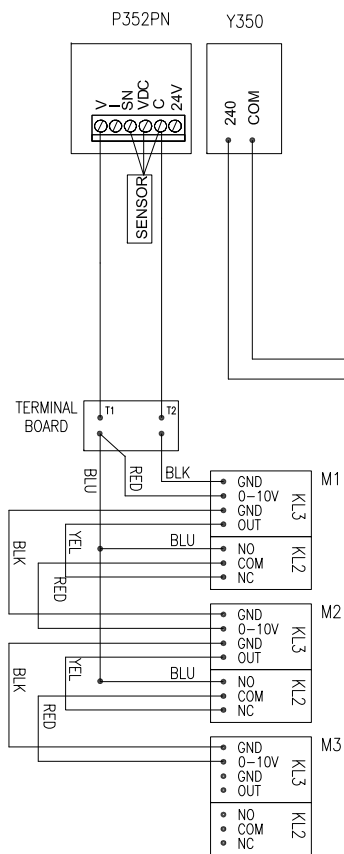 P352PN
Y350
V
I
SN
VDC
C
24V
240
COM
SENSOR
TERMINAL
BOARD
T1
T2
BLU
RED
BLK
M1
GND
0-10V
GND
OUT
KL3
BLU
NO
COM
NC
KL2
YEL
RED
BLK
M2
GND
0-10V
GND
OUT
KL3
BLU
NO
COM
NC
KL2
YEL
RED
BLK
M3
GND
0-10V
GND
OUT
KL3
NO
COM
NC
KL2